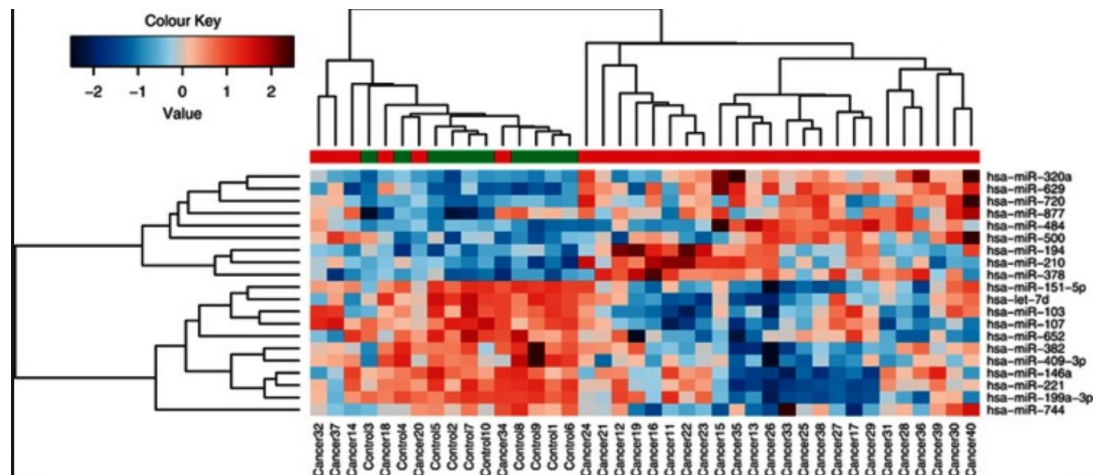 Colour Key
−2 −1 0 1 2
Value
hsa−miR−320a
hsa−miR−629
hsa−miR−720
hsa−miR−877
hsa−miR−484
hsa−miR−500
hsa−miR−194
hsa−miR−210
hsa−miR−378
hsa−miR−151−5p
hsa−let−7d
hsa−miR−103
hsa−miR−107
hsa−miR−652
hsa−miR−382
hsa−miR−409−3p
hsa−miR−146a
hsa−miR−221
hsa−miR−199a−3p
hsa−miR−744
Cancer32
Cancer37
Cancer14
Control3
Cancer18
Control4
Cancer20
Control5
Control2
Control7
Control10
Cancer34
Control8
Control9
Control1
Control6
Cancer24
Cancer21
Cancer12
Cancer19
Cancer16
Cancer11
Cancer22
Cancer23
Cancer15
Cancer35
Cancer13
Cancer26
Cancer33
Cancer25
Cancer38
Cancer27
Cancer17
Cancer29
Cancer31
Cancer28
Cancer36
Cancer39
Cancer30
Cancer40